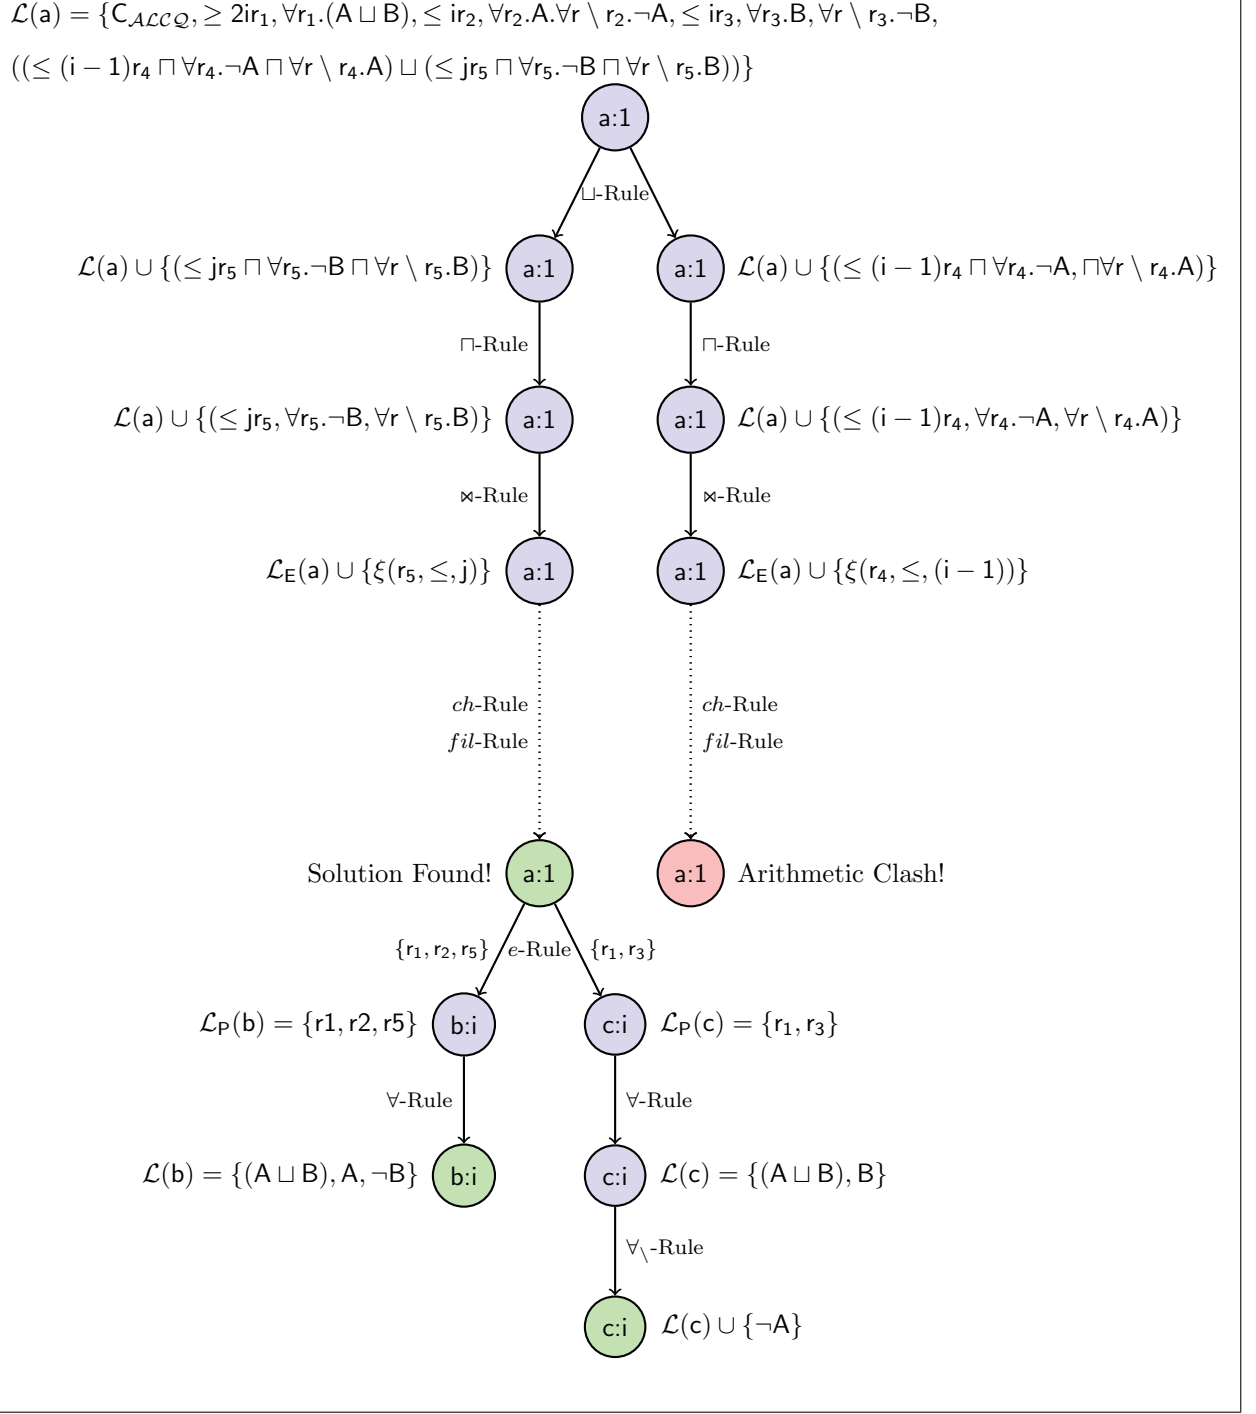 ℒ(a) = {C_𝒜ℒ𝒞𝒬, ≥ 2ir₁, ∀r₁.(A ⊔ B), ≤ ir₂, ∀r₂.A.∀r \ r₂.¬A, ≤ ir₃, ∀r₃.B, ∀r \ r₃.¬B,
((≤ (i − 1)r₄ ⊓ ∀r₄.¬A ⊓ ∀r \ r₄.A) ⊔ (≤ jr₅ ⊓ ∀r₅.¬B ⊓ ∀r \ r₅.B))}
a:1
⊔-Rule
ℒ(a) ∪ {(≤ jr₅ ⊓ ∀r₅.¬B ⊓ ∀r \ r₅.B)} a:1 a:1 ℒ(a) ∪ {(≤ (i − 1)r₄ ⊓ ∀r₄.¬A, ⊓∀r \ r₄.A)}
⊓-Rule ⊓-Rule
ℒ(a) ∪ {(≤ jr₅, ∀r₅.¬B, ∀r \ r₅.B)} a:1 a:1 ℒ(a) ∪ {(≤ (i − 1)r₄, ∀r₄.¬A, ∀r \ r₄.A)}
⋈-Rule ⋈-Rule
ℒ_E(a) ∪ {ξ(r₅, ≤, j)} a:1 a:1 ℒ_E(a) ∪ {ξ(r₄, ≤, (i − 1))}
ch-Rule ch-Rule
fil-Rule fil-Rule
Solution Found! a:1 a:1 Arithmetic Clash!
{r₁, r₂, r₅} e-Rule {r₁, r₃}
ℒ_P(b) = {r1, r2, r5} b:i c:i ℒ_P(c) = {r₁, r₃}
∀-Rule ∀-Rule
ℒ(b) = {(A ⊔ B), A, ¬B} b:i c:i ℒ(c) = {(A ⊔ B), B}
∀_\-Rule
c:i ℒ(c) ∪ {¬A}